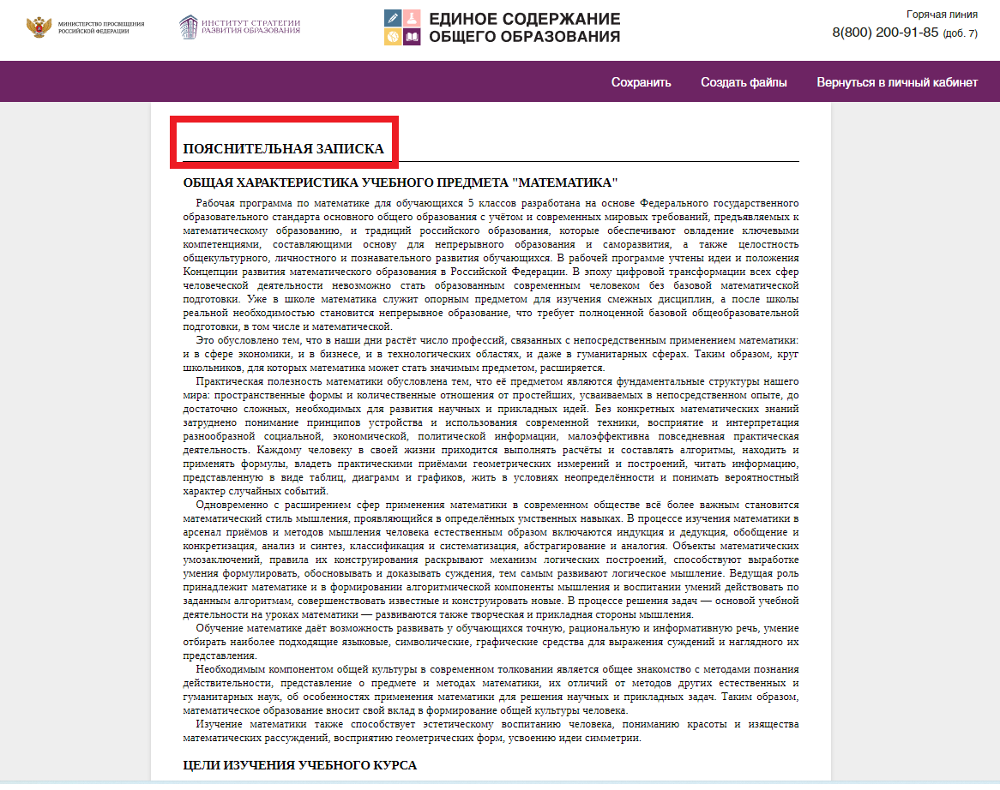 МИНИСТЕРСТВО ПРОСВЕЩЕНИЯ
РОССИЙСКОЙ ФЕДЕРАЦИИ
ИНСТИТУТ СТРАТЕГИИ
РАЗВИТИЯ ОБРАЗОВАНИЯ
ЕДИНОЕ СОДЕРЖАНИЕ
ОБЩЕГО ОБРАЗОВАНИЯ
Горячая линия
8(800) 200-91-85 (доб. 7)
Сохранить Создать файлы Вернуться в личный кабинет
ПОЯСНИТЕЛЬНАЯ ЗАПИСКА
ОБЩАЯ ХАРАКТЕРИСТИКА УЧЕБНОГО ПРЕДМЕТА "МАТЕМАТИКА"
Рабочая программа по математике для обучающихся 5 классов разработана на основе Федерального государственного
образовательного стандарта основного общего образования с учётом и современных мировых требований, предъявляемых к
математическому образованию, и традиций российского образования, которые обеспечивают овладение ключевыми
компетенциями, составляющими основу для непрерывного образования и саморазвития, а также целостность
общекультурного, личностного и познавательного развития обучающихся. В рабочей программе учтены идеи и положения
Концепции развития математического образования в Российской Федерации. В эпоху цифровой трансформации всех сфер
человеческой деятельности невозможно стать образованным современным человеком без базовой математической
подготовки. Уже в школе математика служит опорным предметом для изучения смежных дисциплин, а после школы
реальной необходимостью становится непрерывное образование, что требует полноценной базовой общеобразовательной
подготовки, в том числе и математической.
Это обусловлено тем, что в наши дни растёт число профессий, связанных с непосредственным применением математики:
и в сфере экономики, и в бизнесе, и в технологических областях, и даже в гуманитарных сферах. Таким образом, круг
школьников, для которых математика может стать значимым предметом, расширяется.
Практическая полезность математики обусловлена тем, что её предметом являются фундаментальные структуры нашего
мира: пространственные формы и количественные отношения от простейших, усваиваемых в непосредственном опыте, до
достаточно сложных, необходимых для развития научных и прикладных идей. Без конкретных математических знаний
затруднено понимание принципов устройства и использования современной техники, восприятие и интерпретация
разнообразной социальной, экономической, политической информации, малоэффективна повседневная практическая
деятельность. Каждому человеку в своей жизни приходится выполнять расчёты и составлять алгоритмы, находить и
применять формулы, владеть практическими приёмами геометрических измерений и построений, читать информацию,
представленную в виде таблиц, диаграмм и графиков, жить в условиях неопределённости и понимать вероятностный
характер случайных событий.
Одновременно с расширением сфер применения математики в современном обществе всё более важным становится
математический стиль мышления, проявляющийся в определённых умственных навыках. В процессе изучения математики в
арсенал приёмов и методов мышления человека естественным образом включаются индукция и дедукция, обобщение и
конкретизация, анализ и синтез, классификация и систематизация, абстрагирование и аналогия. Объекты математических
умозаключений, правила их конструирования раскрывают механизм логических построений, способствуют выработке
умения формулировать, обосновывать и доказывать суждения, тем самым развивают логическое мышление. Ведущая роль
принадлежит математике и в формировании алгоритмической компоненты мышления и воспитании умений действовать по
заданным алгоритмам, совершенствовать известные и конструировать новые. В процессе решения задач — основой учебной
деятельности на уроках математики — развиваются также творческая и прикладная стороны мышления.
Обучение математике даёт возможность развивать у обучающихся точную, рациональную и информативную речь, умение
отбирать наиболее подходящие языковые, символические, графические средства для выражения суждений и наглядного их
представления.
Необходимым компонентом общей культуры в современном толковании является общее знакомство с методами познания
действительности, представление о предмете и методах математики, их отличий от методов других естественных и
гуманитарных наук, об особенностях применения математики для решения научных и прикладных задач. Таким образом,
математическое образование вносит свой вклад в формирование общей культуры человека.
Изучение математики также способствует эстетическому воспитанию человека, пониманию красоты и изящества
математических рассуждений, восприятию геометрических форм, усвоению идеи симметрии.
ЦЕЛИ ИЗУЧЕНИЯ УЧЕБНОГО КУРСА